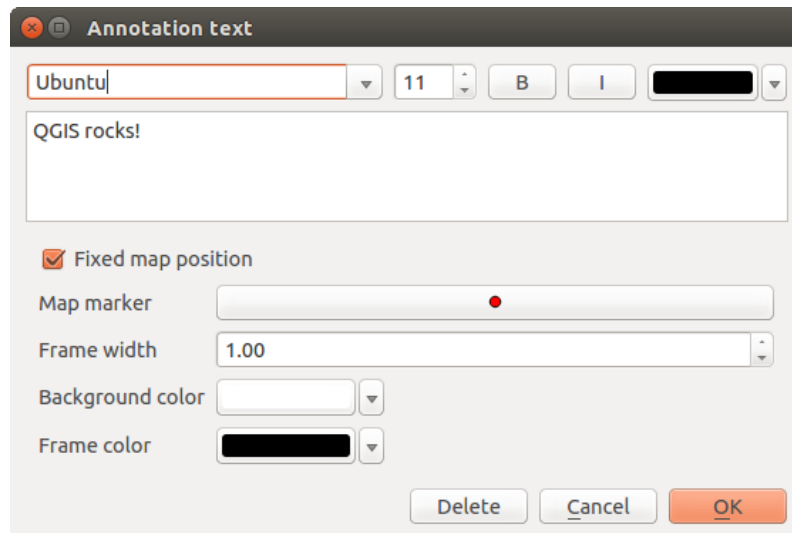 Annotation text
Ubuntu 11 B I
QGIS rocks!
Fixed map position
Map marker
Frame width 1.00
Background color
Frame color
Delete Cancel OK